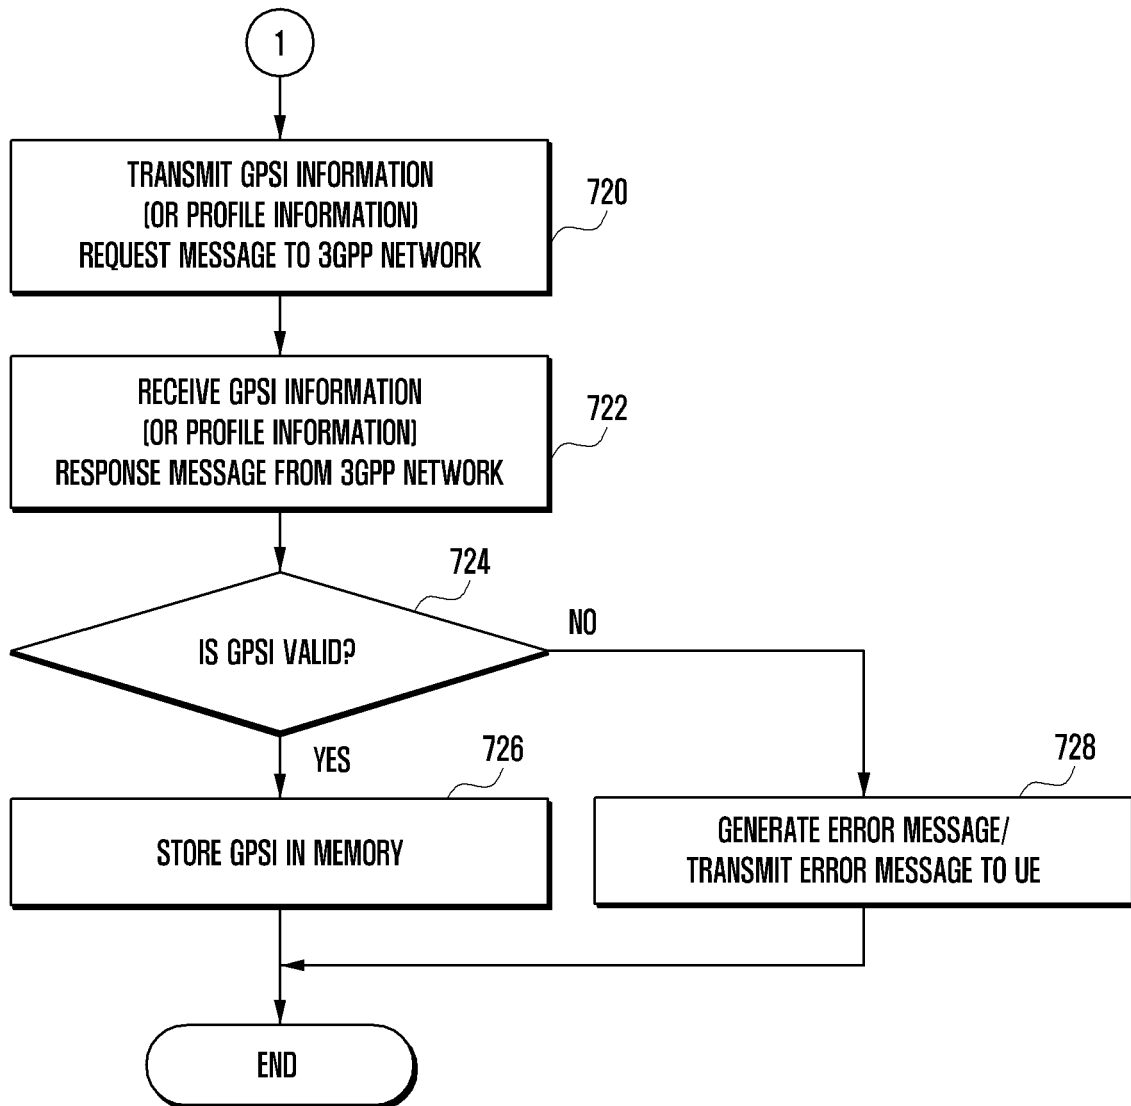 1
TRANSMIT GPSI INFORMATION
(OR PROFILE INFORMATION)
REQUEST MESSAGE TO 3GPP NETWORK
720
RECEIVE GPSI INFORMATION
(OR PROFILE INFORMATION)
RESPONSE MESSAGE FROM 3GPP NETWORK
722
724
IS GPSI VALID?
NO
YES
726
STORE GPSI IN MEMORY
728
GENERATE ERROR MESSAGE/
TRANSMIT ERROR MESSAGE TO UE
END